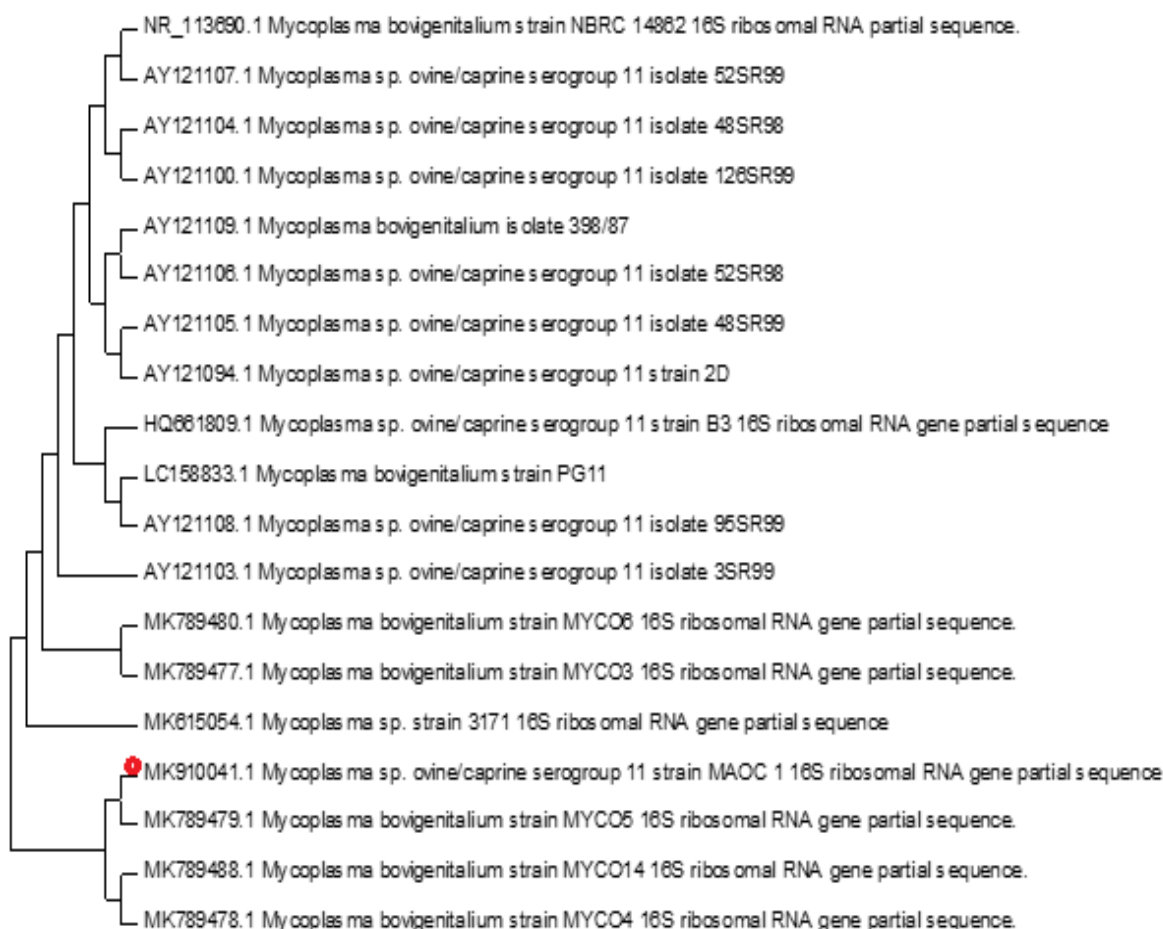 NR_113690.1 Mycoplasma bovigenitalium strain NBRC 14862 16S ribosomal RNA partial sequence.
AY121107.1 Mycoplasma sp. ovine/caprine serogroup 11 isolate 52SR99
AY121104.1 Mycoplasma sp. ovine/caprine serogroup 11 isolate 48SR98
AY121100.1 Mycoplasma sp. ovine/caprine serogroup 11 isolate 126SR99
AY121109.1 Mycoplasma bovigenitalium isolate 398/87
AY121106.1 Mycoplasma sp. ovine/caprine serogroup 11 isolate 52SR98
AY121105.1 Mycoplasma sp. ovine/caprine serogroup 11 isolate 48SR99
AY121094.1 Mycoplasma sp. ovine/caprine serogroup 11 strain 2D
HQ661809.1 Mycoplasma sp. ovine/caprine serogroup 11 strain B3 16S ribosomal RNA gene partial sequence
LC158833.1 Mycoplasma bovigenitalium strain PG11
AY121108.1 Mycoplasma sp. ovine/caprine serogroup 11 isolate 95SR99
AY121103.1 Mycoplasma sp. ovine/caprine serogroup 11 isolate 3SR99
MK789480.1 Mycoplasma bovigenitalium strain MYCO6 16S ribosomal RNA gene partial sequence.
MK789477.1 Mycoplasma bovigenitalium strain MYCO3 16S ribosomal RNA gene partial sequence.
MK615054.1 Mycoplasma sp. strain 3171 16S ribosomal RNA gene partial sequence
MK910041.1 Mycoplasma sp. ovine/caprine serogroup 11 strain MAOC 1 16S ribosomal RNA gene partial sequence
MK789479.1 Mycoplasma bovigenitalium strain MYCO5 16S ribosomal RNA gene partial sequence.
MK789488.1 Mycoplasma bovigenitalium strain MYCO14 16S ribosomal RNA gene partial sequence.
MK789478.1 Mycoplasma bovigenitalium strain MYCO4 16S ribosomal RNA gene partial sequence.